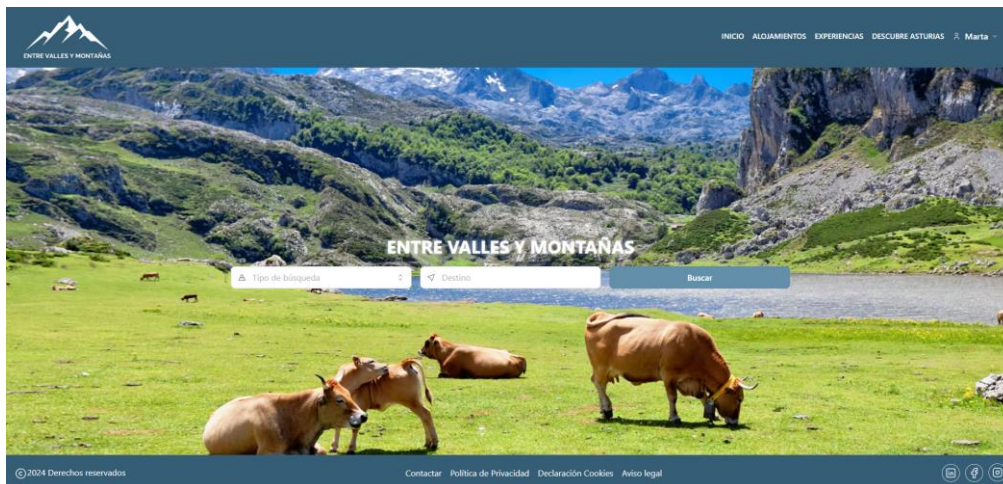 ENTRE VALLES Y MONTAÑAS
INICIO ALOJAMIENTOS EXPERIENCIAS DESCUBRE ASTURIAS Marta
ENTRE VALLES Y MONTAÑAS
Tipo de búsqueda Destino Buscar
©2024 Derechos reservados Contactar Política de Privacidad Declaración Cookies Aviso legal